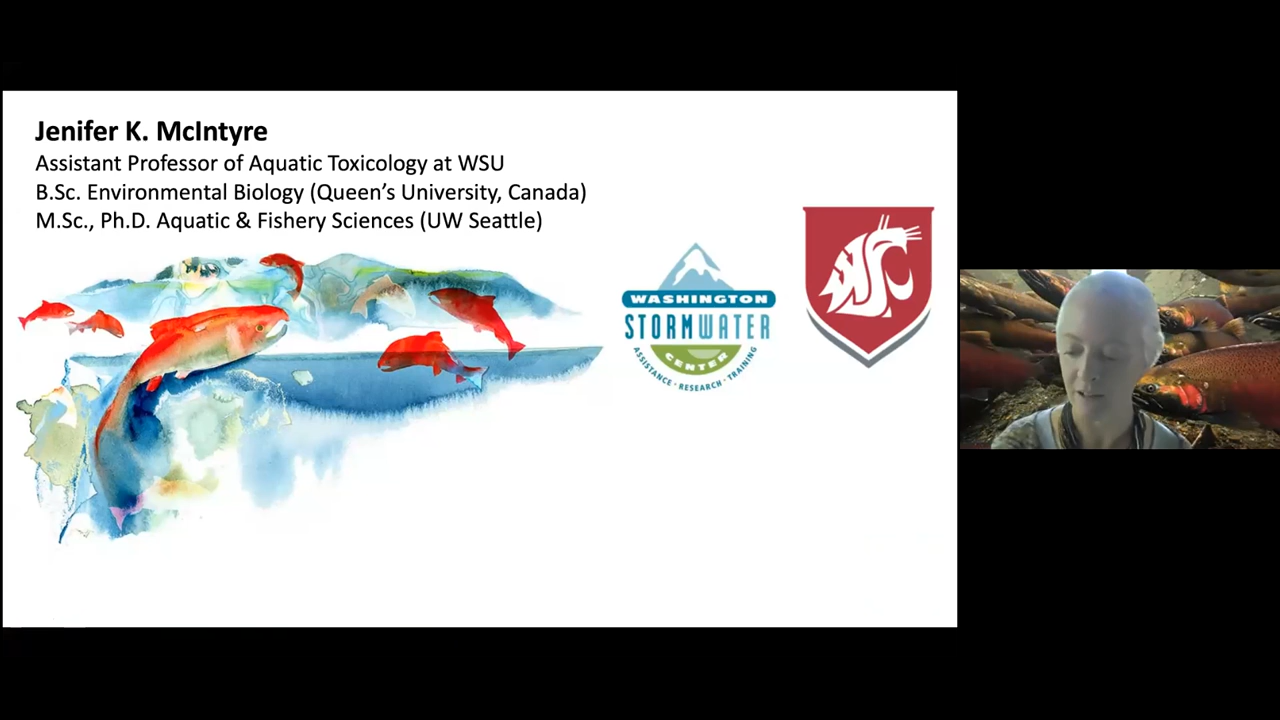 Jenifer K. McIntyre
Assistant Professor of Aquatic Toxicology at WSU
B.Sc. Environmental Biology (Queen's University, Canada)
M.Sc., Ph.D. Aquatic & Fishery Sciences (UW Seattle)
WASHINGTON
STORMWATER
CENTER
ASSISTANCE • RESEARCH • TRAINING
WSC